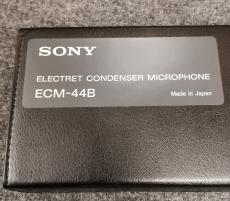 SONY
ELECTRET CONDENSER MICROPHONE
ECM-44B Made in Japan